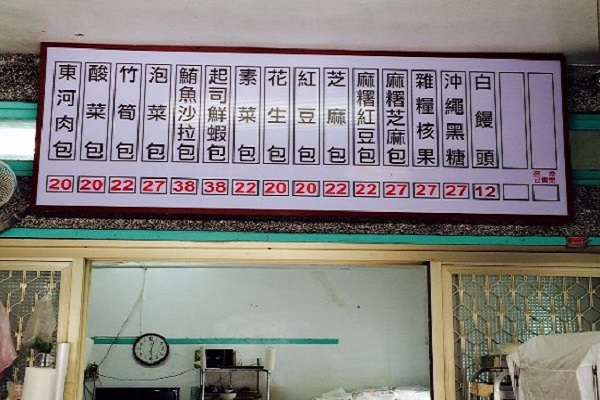 東河肉包 20
酸菜包 20
竹筍包 22
泡菜包 27
鮪魚沙拉包 38
起司鮮蝦包 38
素菜包 22
花生包 20
紅豆包 20
芝麻包 22
麻糬紅豆包 22
麻糬芝麻包 27
雜糧核果 27
沖繩黑糖 27
白饅頭 12